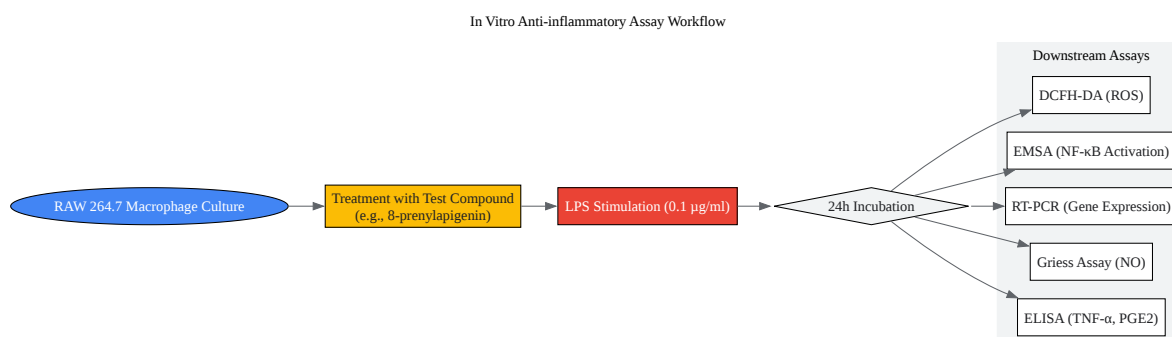 In Vitro Anti-inflammatory Assay Workflow
Downstream Assays
DCFH-DA (ROS)
EMSA (NF-κB Activation)
RAW 264.7 Macrophage Culture
Treatment with Test Compound
(e.g., 8-prenylapigenin)
LPS Stimulation (0.1 µg/ml)
24h Incubation
RT-PCR (Gene Expression)
Griess Assay (NO)
ELISA (TNF-α, PGE2)